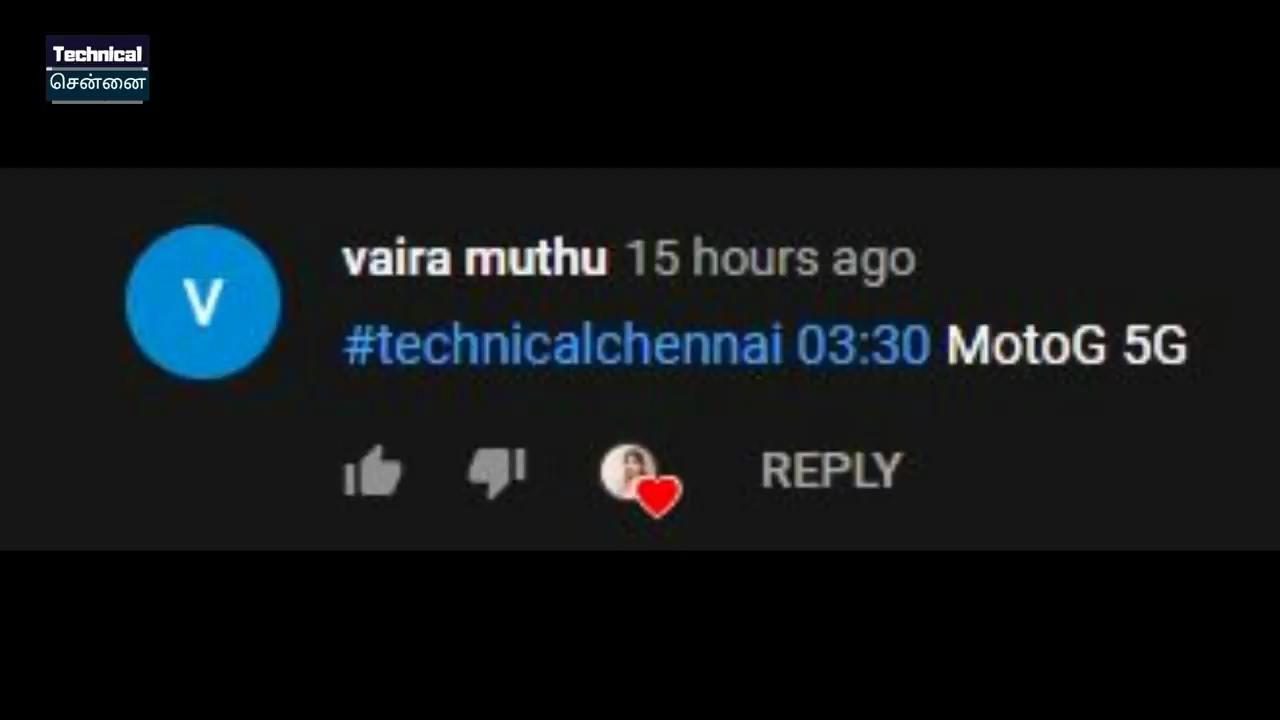 Technical
சென்னை
V
vaira muthu 15 hours ago
#technicalchennai 03:30 MotoG 5G
REPLY